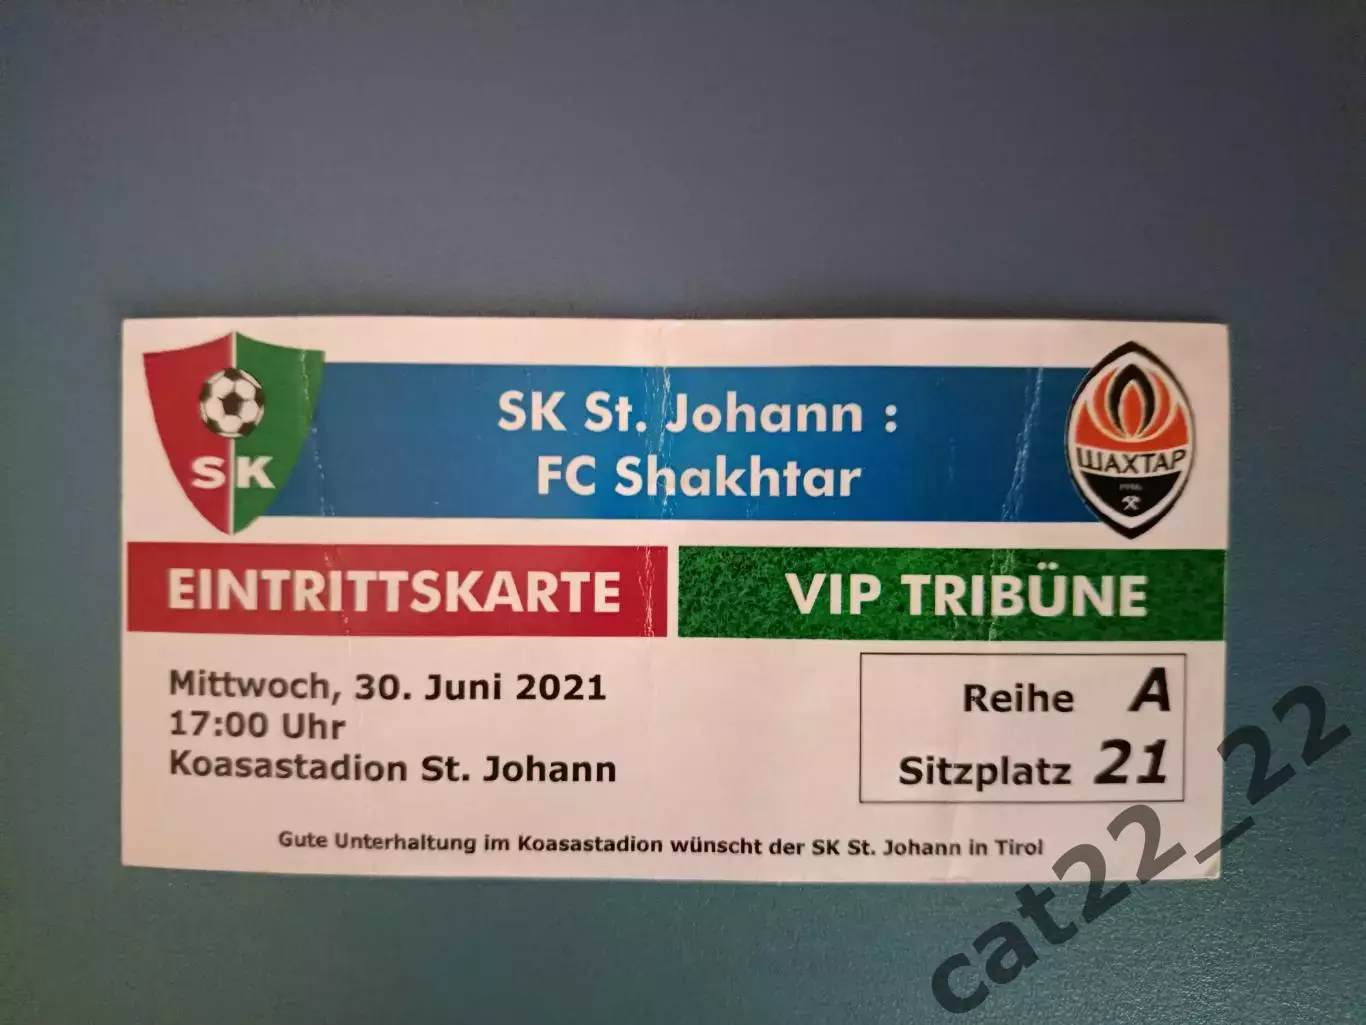 SK St. Johann :
FC Shakhtar
SK
ШАХТАР
EINTRITTSKARTE
VIP TRIBÜNE
Mittwoch, 30. Juni 2021
17:00 Uhr
Koasastadion St. Johann
Reihe A
Sitzplatz 21
Gute Unterhaltung im Koasastadion wünscht der SK St. Johann in Tirol
cat22_22